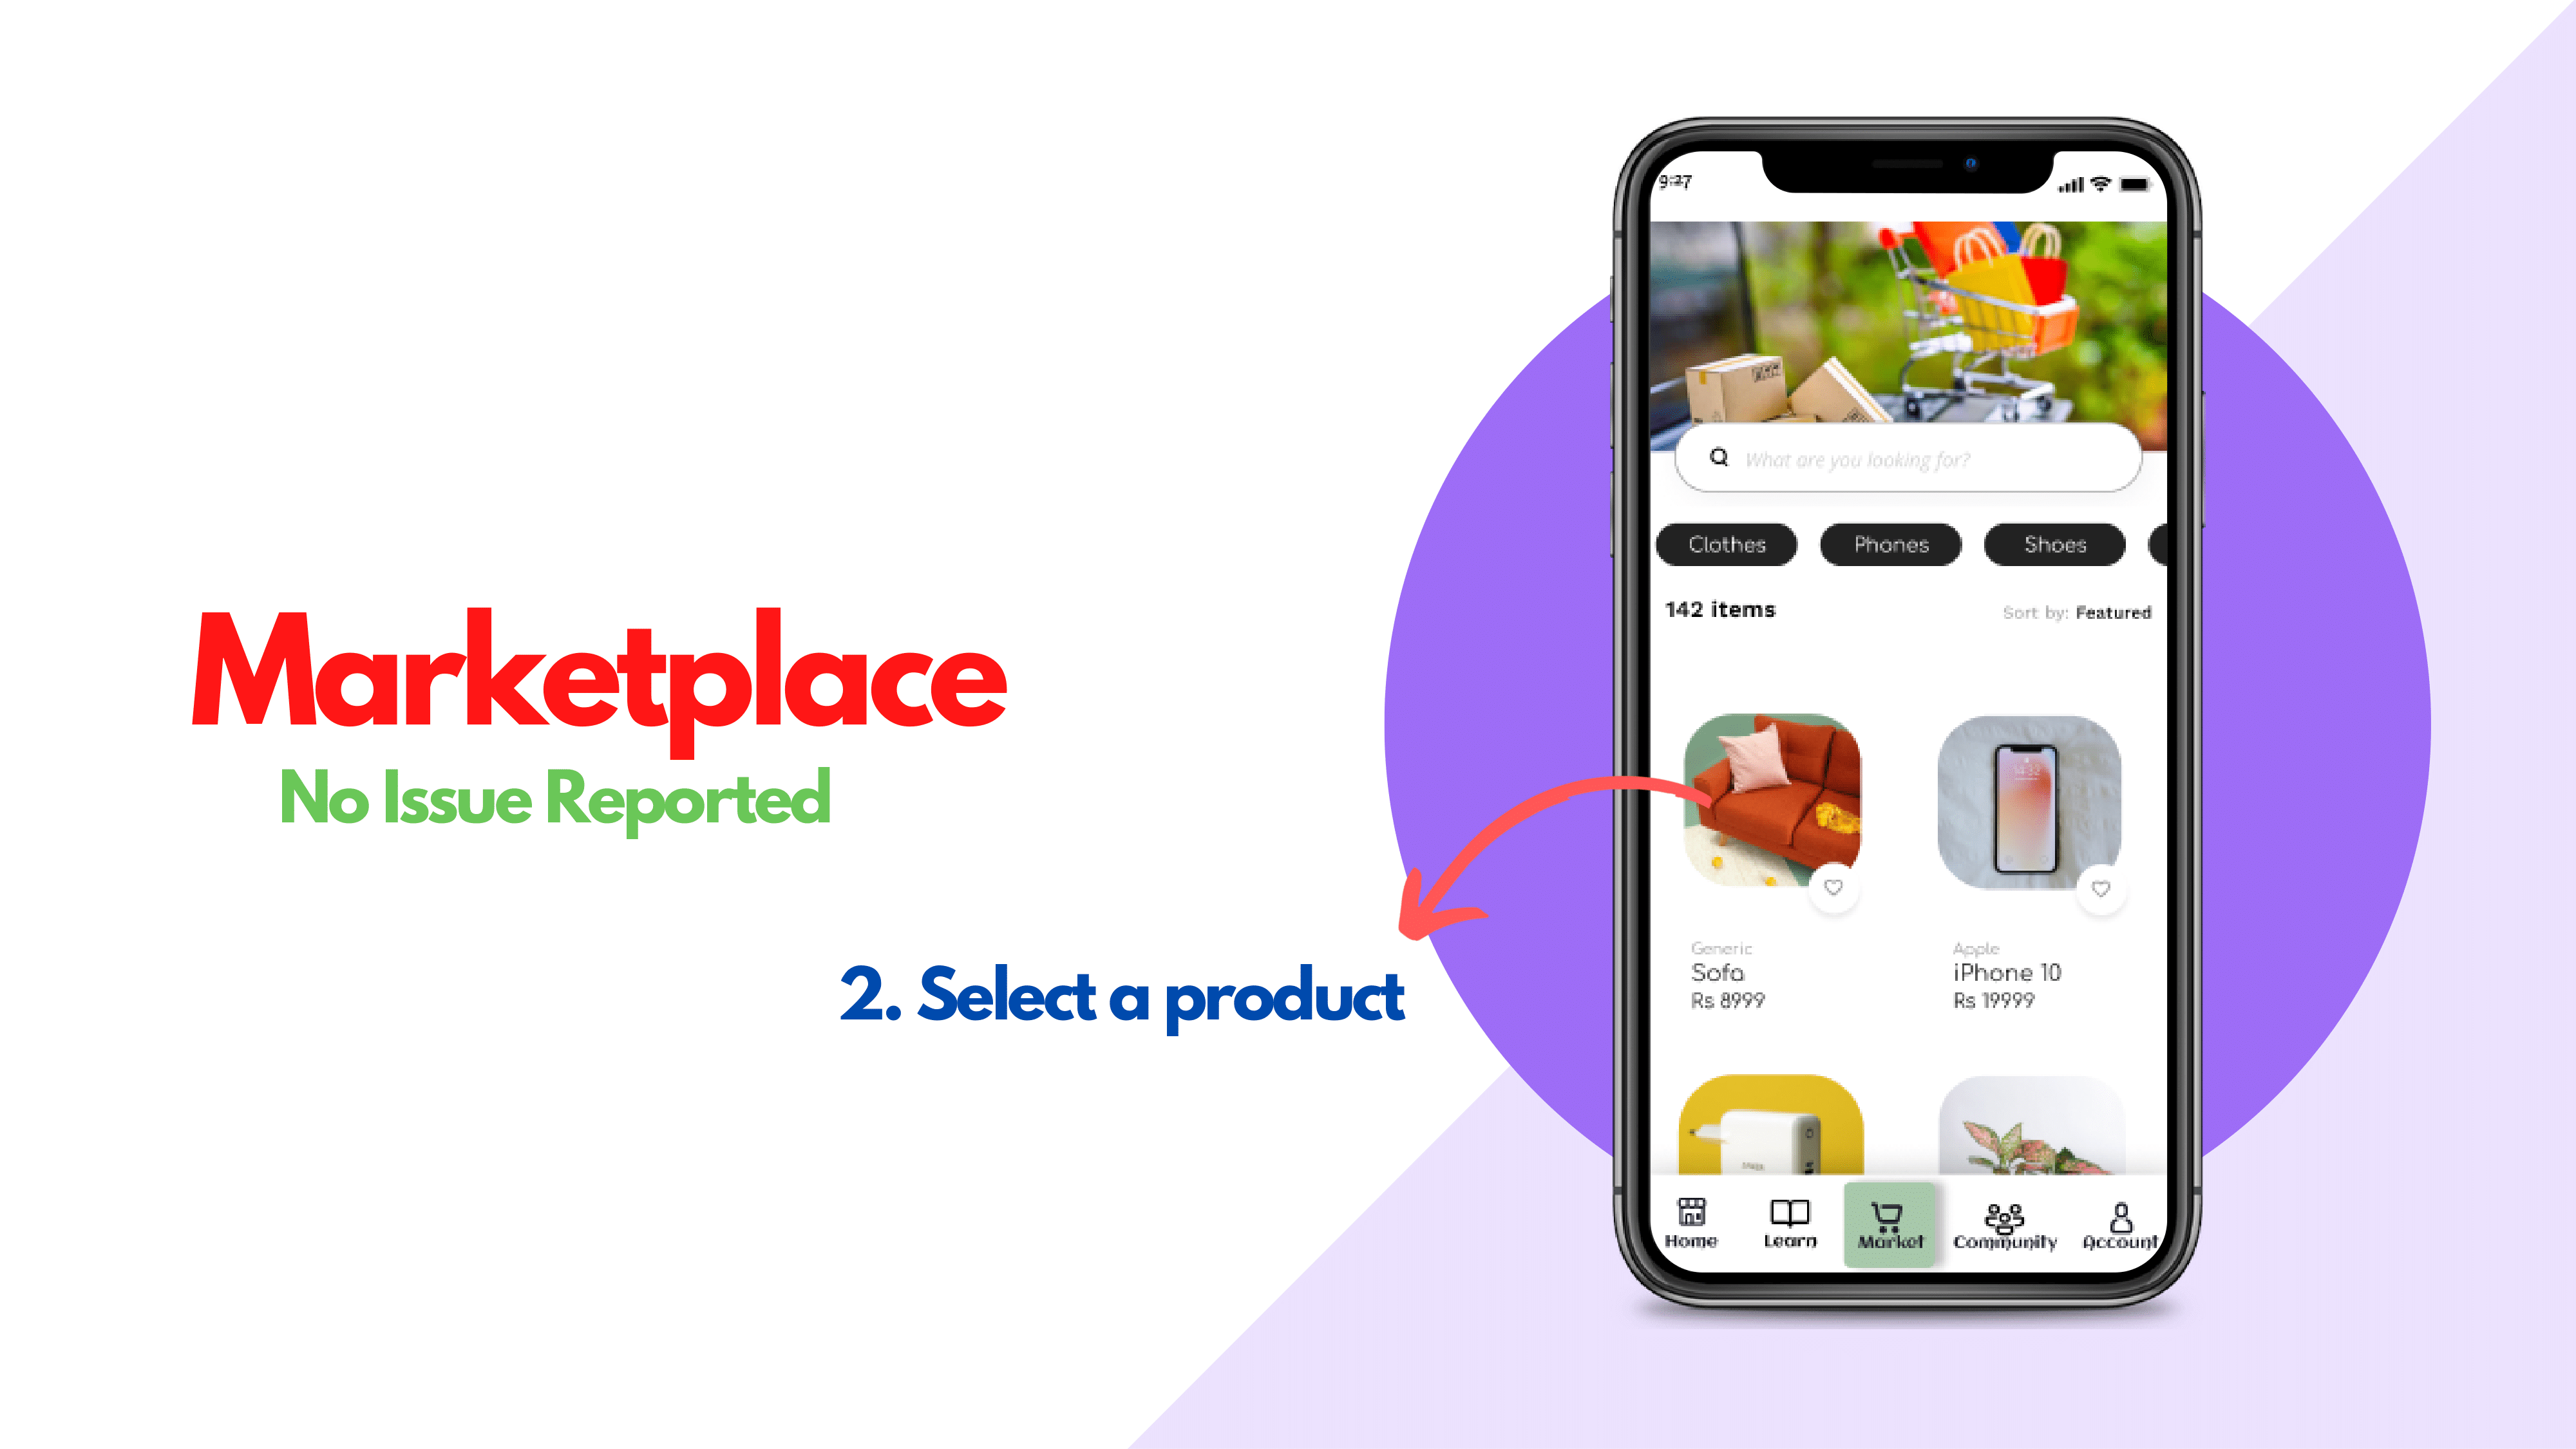 Marketplace
No Issue Reported
2. Select a product
9:37
What are you looking for?
Clothes
Phones
Shoes
142 items
Sort by: Featured
Generic
Sofa
Rs 8999
Apple
iPhone 10
Rs 19999
Home
Learn
Market
Community
Account